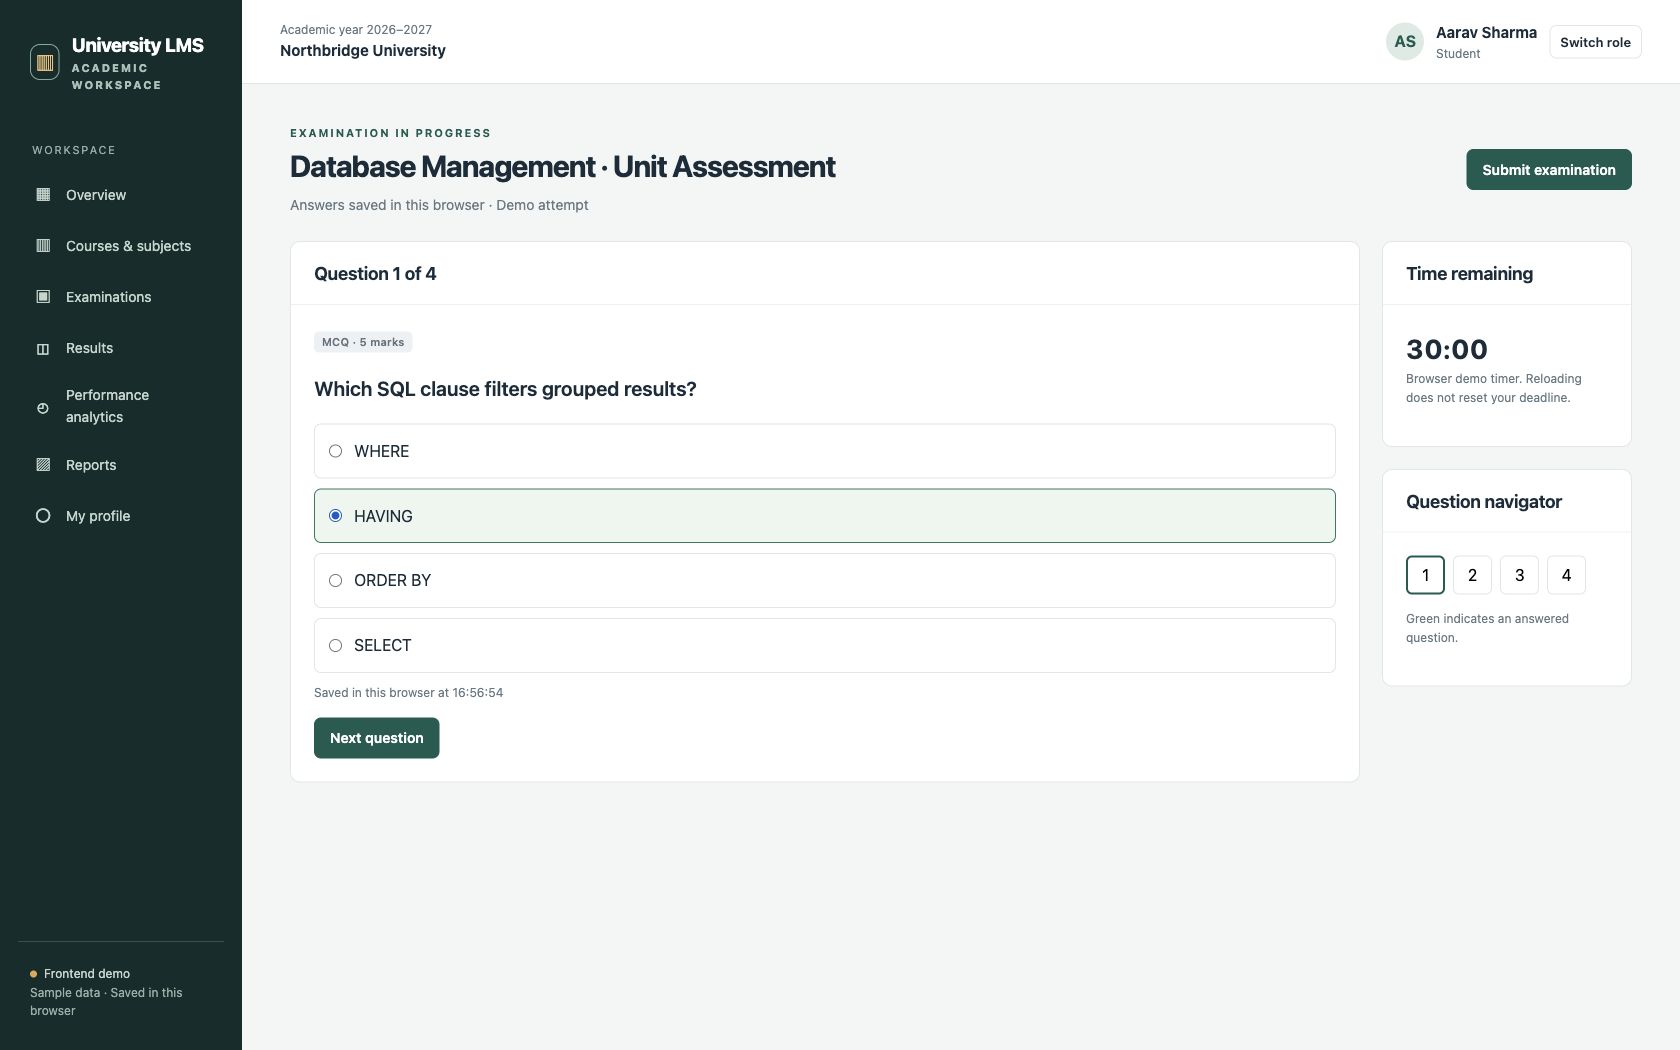 University LMS
ACADEMIC
WORKSPACE
WORKSPACE
Overview
Courses & subjects
Examinations
Results
Performance
analytics
Reports
My profile
Frontend demo
Sample data · Saved in this
browser
Academic year 2026–2027
Northbridge University
AS
Aarav Sharma
Student
Switch role
EXAMINATION IN PROGRESS
Database Management · Unit Assessment
Answers saved in this browser · Demo attempt
Submit examination
Question 1 of 4
MCQ · 5 marks
Which SQL clause filters grouped results?
WHERE
HAVING
ORDER BY
SELECT
Saved in this browser at 16:56:54
Next question
Time remaining
30:00
Browser demo timer. Reloading
does not reset your deadline.
Question navigator
1 2 3 4
Green indicates an answered
question.